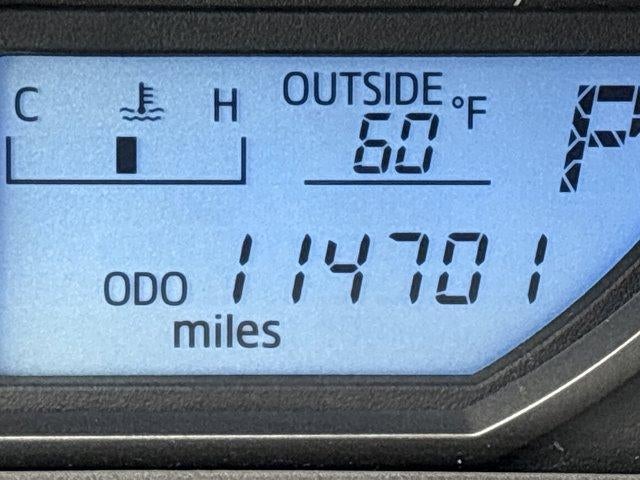 C H OUTSIDE °F P
60
ODO 114701
miles